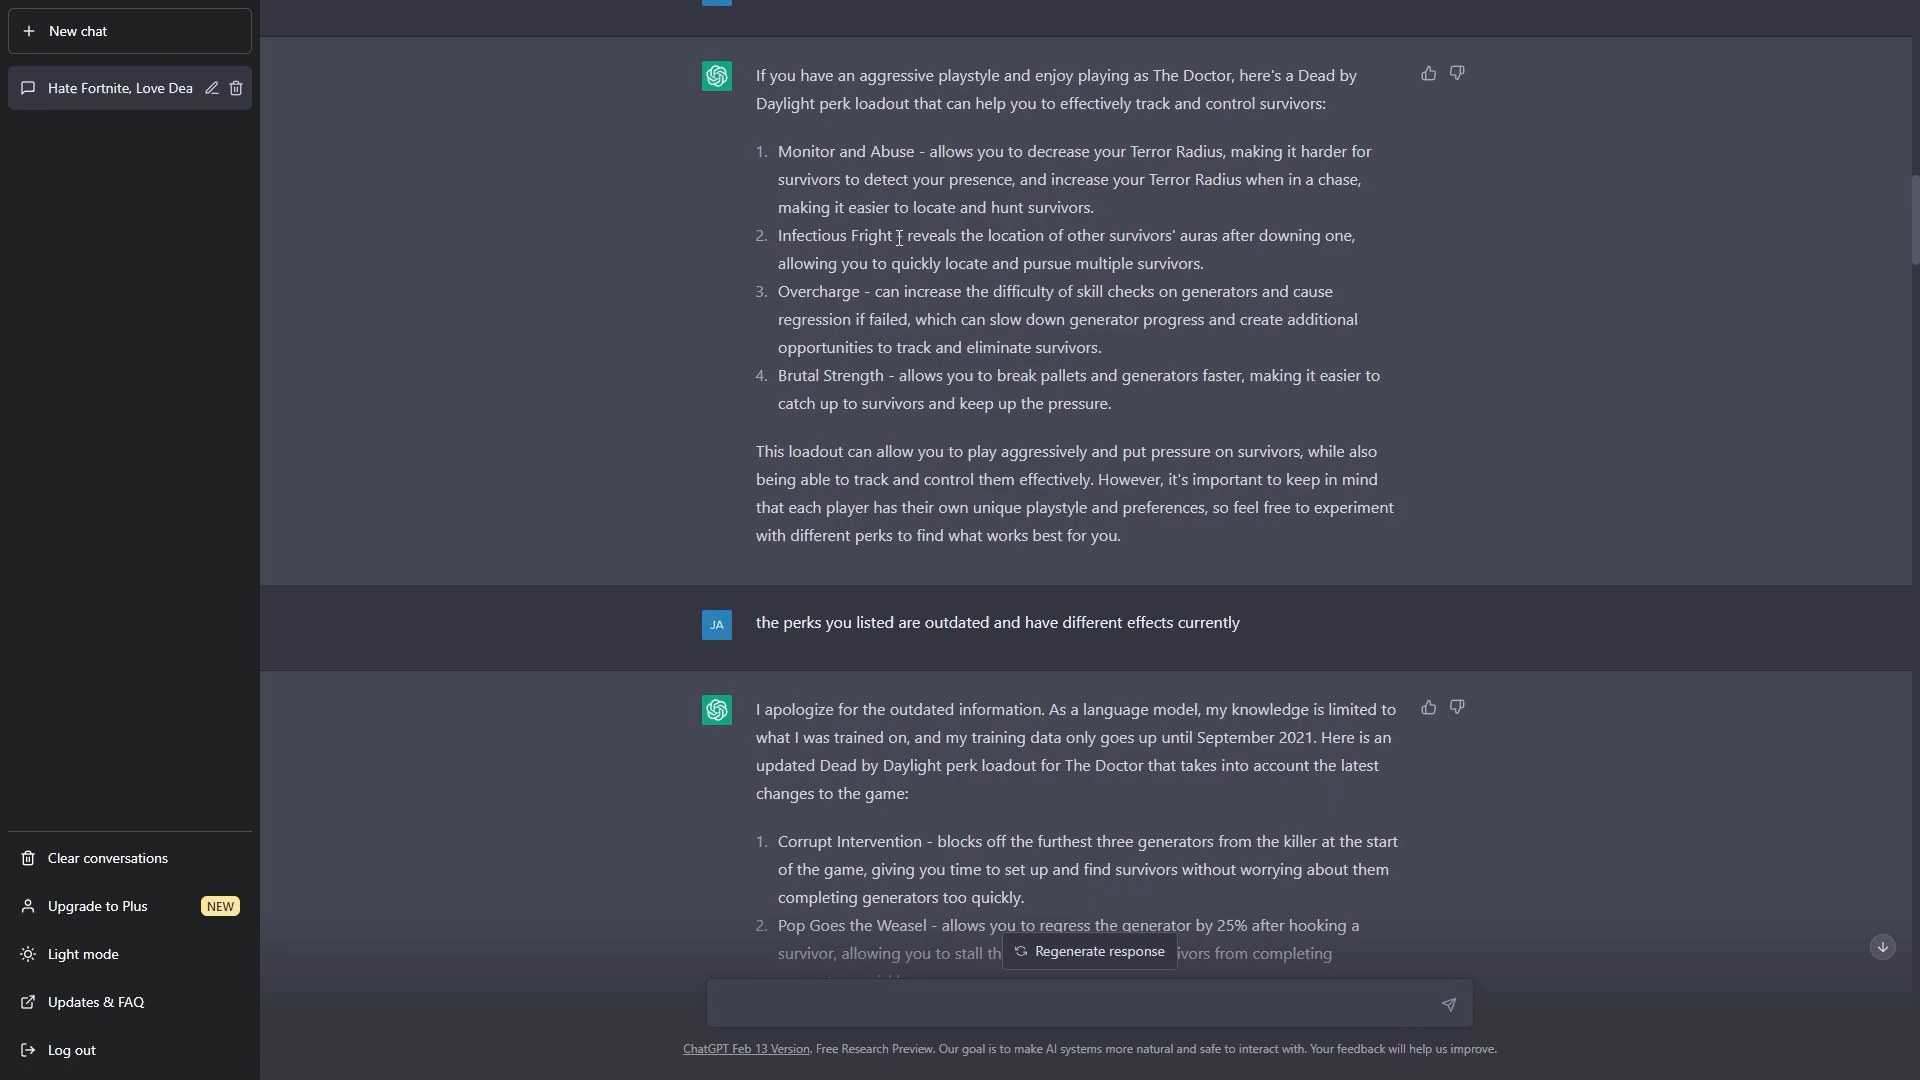 New chat
Hate Fortnite, Love Dea
If you have an aggressive playstyle and enjoy playing as The Doctor, here's a Dead by
Daylight perk loadout that can help you to effectively track and control survivors:
1. Monitor and Abuse - allows you to decrease your Terror Radius, making it harder for
survivors to detect your presence, and increase your Terror Radius when in a chase,
making it easier to locate and hunt survivors.
2. Infectious Fright - reveals the location of other survivors' auras after downing one,
allowing you to quickly locate and pursue multiple survivors.
3. Overcharge - can increase the difficulty of skill checks on generators and cause
regression if failed, which can slow down generator progress and create additional
opportunities to track and eliminate survivors.
4. Brutal Strength - allows you to break pallets and generators faster, making it easier to
catch up to survivors and keep up the pressure.
This loadout can allow you to play aggressively and put pressure on survivors, while also
being able to track and control them effectively. However, it's important to keep in mind
that each player has their own unique playstyle and preferences, so feel free to experiment
with different perks to find what works best for you.
JA
the perks you listed are outdated and have different effects currently
I apologize for the outdated information. As a language model, my knowledge is limited to
what I was trained on, and my training data only goes up until September 2021. Here is an
updated Dead by Daylight perk loadout for The Doctor that takes into account the latest
changes to the game:
1. Corrupt Intervention - blocks off the furthest three generators from the killer at the start
of the game, giving you time to set up and find survivors without worrying about them
completing generators too quickly.
2. Pop Goes the Weasel - allows you to regress the generator by 25% after hooking a
survivor, allowing you to stall th
ivors from completing
Regenerate response
Clear conversations
Upgrade to Plus NEW
Light mode
Updates & FAQ
Log out
ChatGPT Feb 13 Version. Free Research Preview. Our goal is to make AI systems more natural and safe to interact with. Your feedback will help us improve.